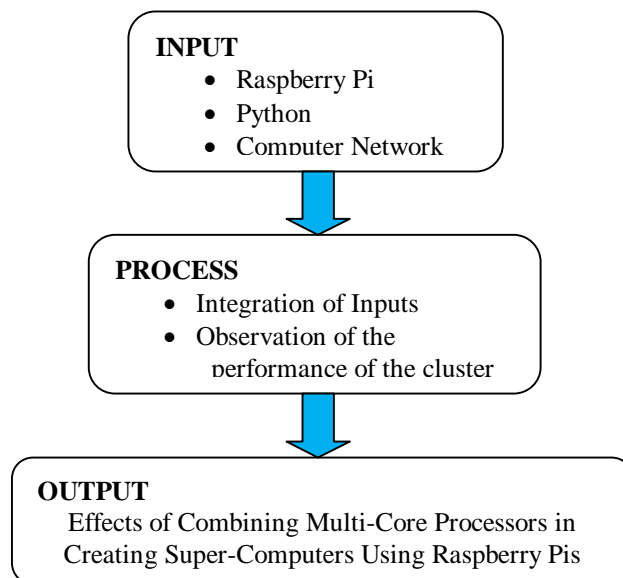 INPUT
• Raspberry Pi
• Python
• Computer Network
PROCESS
• Integration of Inputs
• Observation of the
performance of the cluster
OUTPUT
Effects of Combining Multi-Core Processors in
Creating Super-Computers Using Raspberry Pis